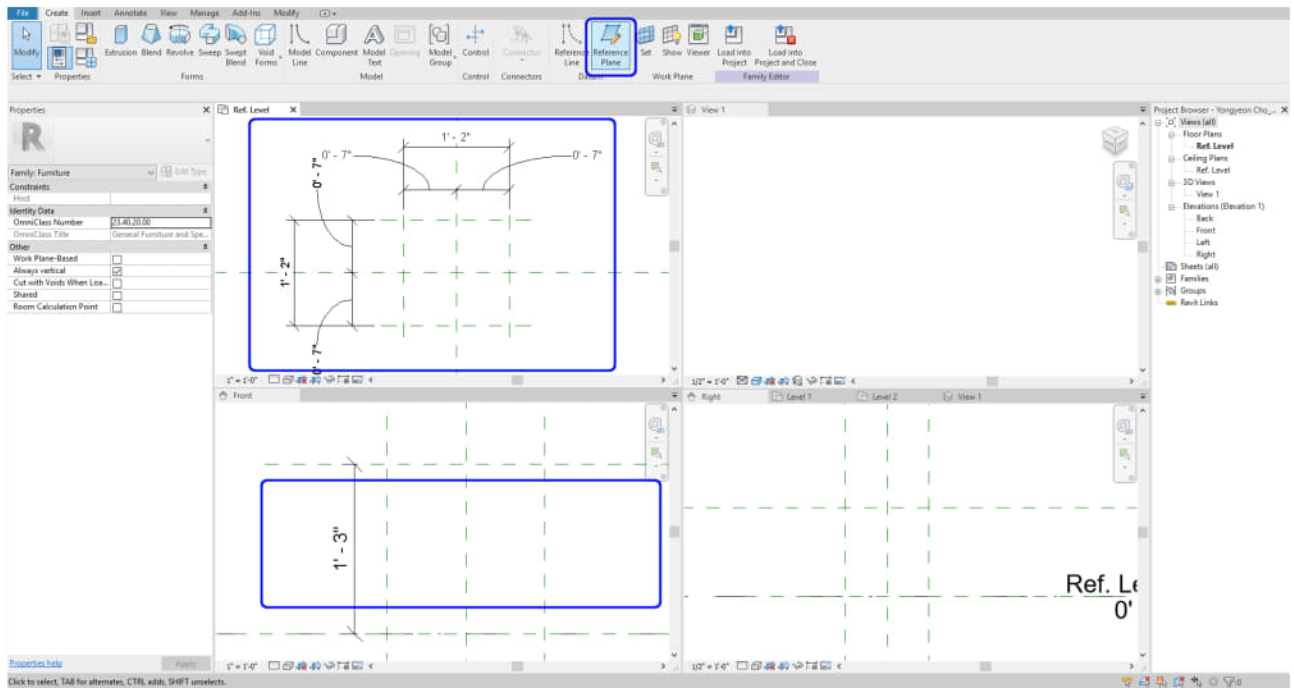 File Create Insert Annotate View Manage Add-Ins Modify
Modify
Extrusion Blend Revolve Sweep Swept Blend Void Forms Model Line Component Model Text Opening Model Group Control Connector Reference Line Reference Plane Set Show Viewer Load into Project Load into Project and Close
Select Properties Forms Model Control Connectors Datum Work Plane Family Editor
Properties X
Ref. Level X
View 1
Project Browser - Yongyeon Cho_... X
R
Family: Furniture
Edit Type
Constraints
Host
Identity Data
OmniClass Number 23.40.20.00
OmniClass Title General Furniture and Spe...
Other
Work Plane-Based
Always vertical
Cut with Voids When Loa...
Shared
Room Calculation Point
Properties help
Apply
1' - 2"
0' - 7"
0' - 7"
0' - 7"
1' - 2"
0' - 7"
1" = 1'-0"
1/2" = 1'-0"
Views (all)
Floor Plans
Ref. Level
Ceiling Plans
Ref. Level
3D Views
View 1
Elevations (Elevation 1)
Back
Front
Left
Right
Sheets (all)
Families
Groups
Revit Links
Front
1' - 3"
1" = 1'-0"
Right Level 1 Level 2 View 1
Ref. Le
0'
1/2" = 1'-0"
Click to select, TAB for alternates, CTRL adds, SHIFT unselects.
:0